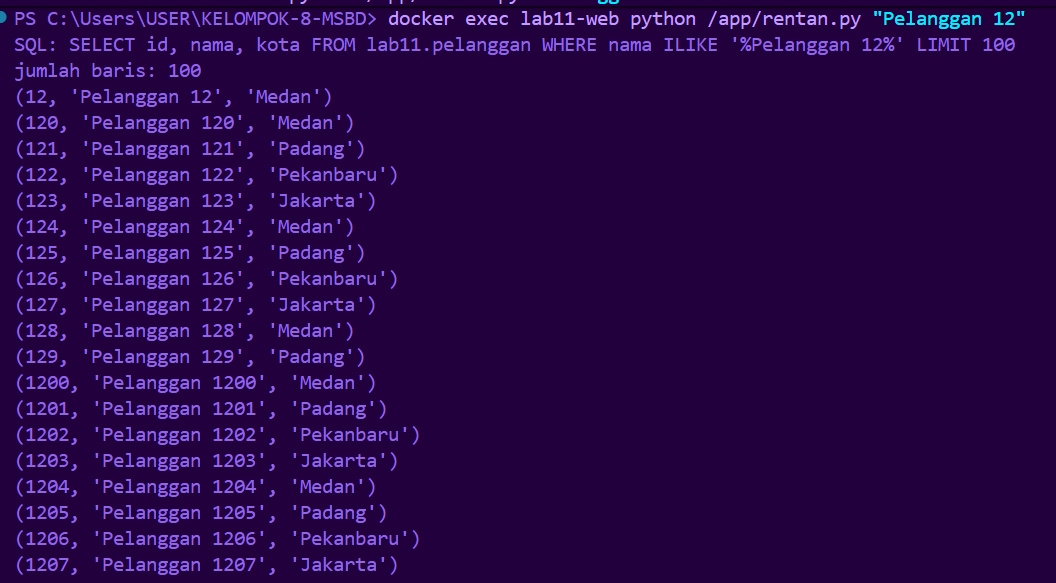 PS C:\Users\USER\KELOMPOK-8-MSBD> docker exec lab11-web python /app/rentan.py "Pelanggan 12"
SQL: SELECT id, nama, kota FROM lab11.pelanggan WHERE nama ILIKE '%Pelanggan 12%' LIMIT 100
jumlah baris: 100
(12, 'Pelanggan 12', 'Medan')
(120, 'Pelanggan 120', 'Medan')
(121, 'Pelanggan 121', 'Padang')
(122, 'Pelanggan 122', 'Pekanbaru')
(123, 'Pelanggan 123', 'Jakarta')
(124, 'Pelanggan 124', 'Medan')
(125, 'Pelanggan 125', 'Padang')
(126, 'Pelanggan 126', 'Pekanbaru')
(127, 'Pelanggan 127', 'Jakarta')
(128, 'Pelanggan 128', 'Medan')
(129, 'Pelanggan 129', 'Padang')
(1200, 'Pelanggan 1200', 'Medan')
(1201, 'Pelanggan 1201', 'Padang')
(1202, 'Pelanggan 1202', 'Pekanbaru')
(1203, 'Pelanggan 1203', 'Jakarta')
(1204, 'Pelanggan 1204', 'Medan')
(1205, 'Pelanggan 1205', 'Padang')
(1206, 'Pelanggan 1206', 'Pekanbaru')
(1207, 'Pelanggan 1207', 'Jakarta')